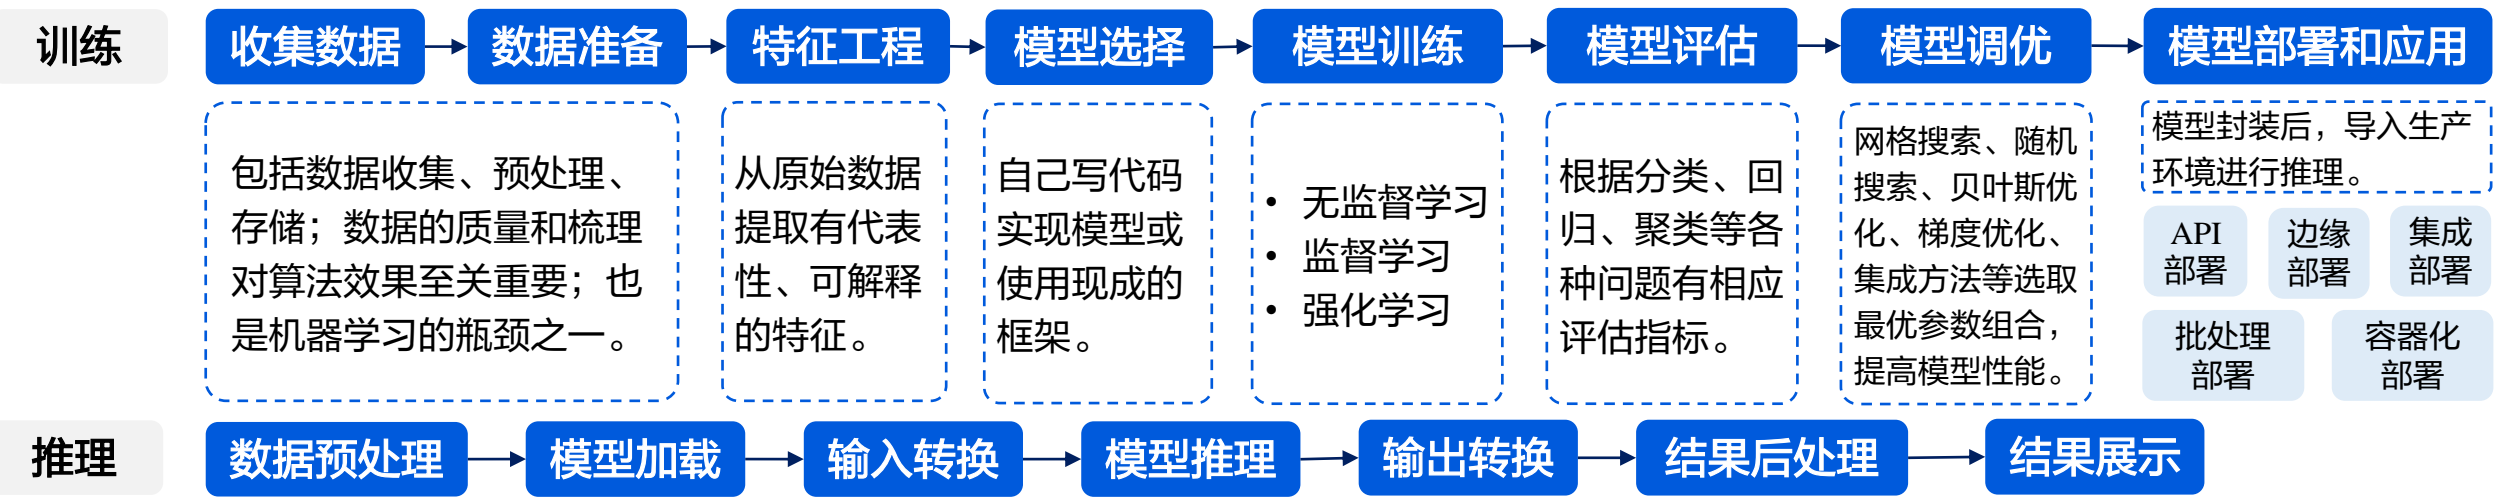 训练
收集数据
数据准备
特征工程
模型选择
模型训练
模型评估
模型调优
模型部署和应用
包括数据收集、预处理、
存储；数据的质量和梳理
对算法效果至关重要；也
是机器学习的瓶颈之一。
从原始数据
提取有代表
性、可解释
的特征。
自己写代码
实现模型或
使用现成的
框架。
• 无监督学习
• 监督学习
• 强化学习
根据分类、回
归、聚类等各
种问题有相应
评估指标。
网格搜索、随机
搜索、贝叶斯优
化、梯度优化、
集成方法等选取
最优参数组合，
提高模型性能。
模型封装后，导入生产
环境进行推理。
API
部署
边缘
部署
集成
部署
批处理
部署
容器化
部署
推理
数据预处理
模型加载
输入转换
模型推理
输出转换
结果后处理
结果展示